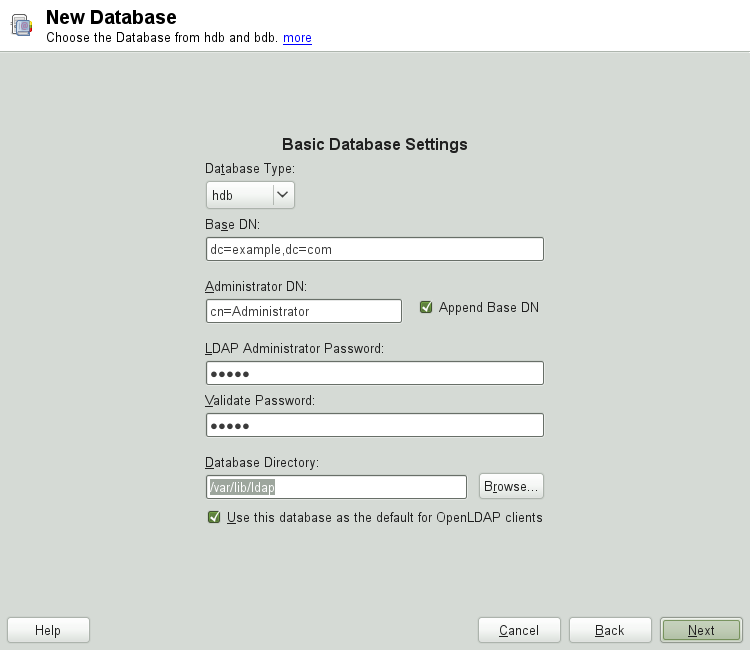 New Database
Choose the Database from hdb and bdb. more
Basic Database Settings
Database Type:
hdb
Base DN:
dc=example,dc=com
Administrator DN:
cn=Administrator
Append Base DN
LDAP Administrator Password:
●●●●●
Validate Password:
●●●●●
Database Directory:
/var/lib/ldap
Browse...
Use this database as the default for OpenLDAP clients
Help
Cancel
Back
Next